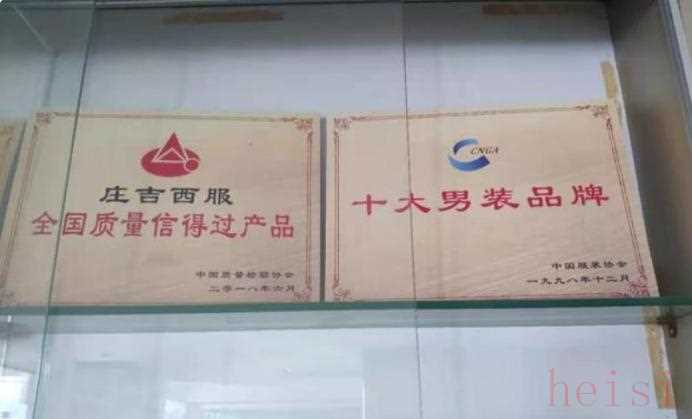 庄吉西服
全国质量信得过产品
中国质量检验协会
二零一八年六月
CNGA
十大男装品牌
中国服装协会
一九九八年十二月
heisi